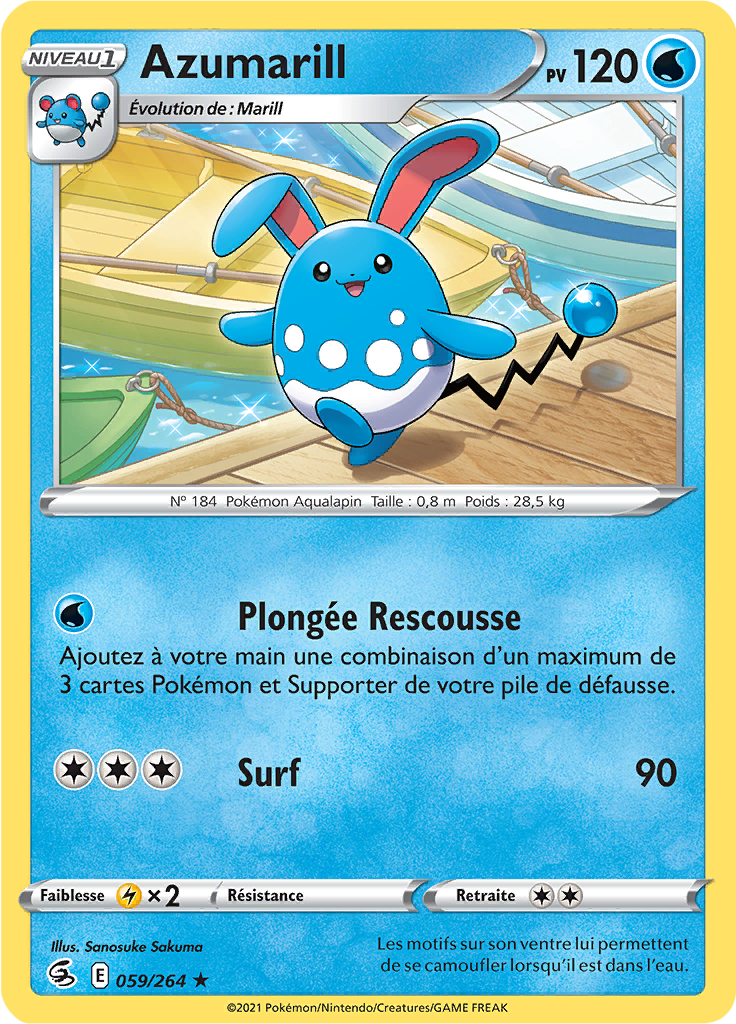 NIVEAU 1
Azumarill
PV 120
Évolution de : Marill
Nº 184 Pokémon Aqualapin Taille : 0,8 m Poids : 28,5 kg
Plongée Rescousse
Ajoutez à votre main une combinaison d'un maximum de
3 cartes Pokémon et Supporter de votre pile de défausse.
Surf 90
Faiblesse ×2 Résistance Retraite
Illus. Sanosuke Sakuma
Les motifs sur son ventre lui permettent
de se camoufler lorsqu'il est dans l'eau.
E 059/264 ★
©2021 Pokémon/Nintendo/Creatures/GAME FREAK